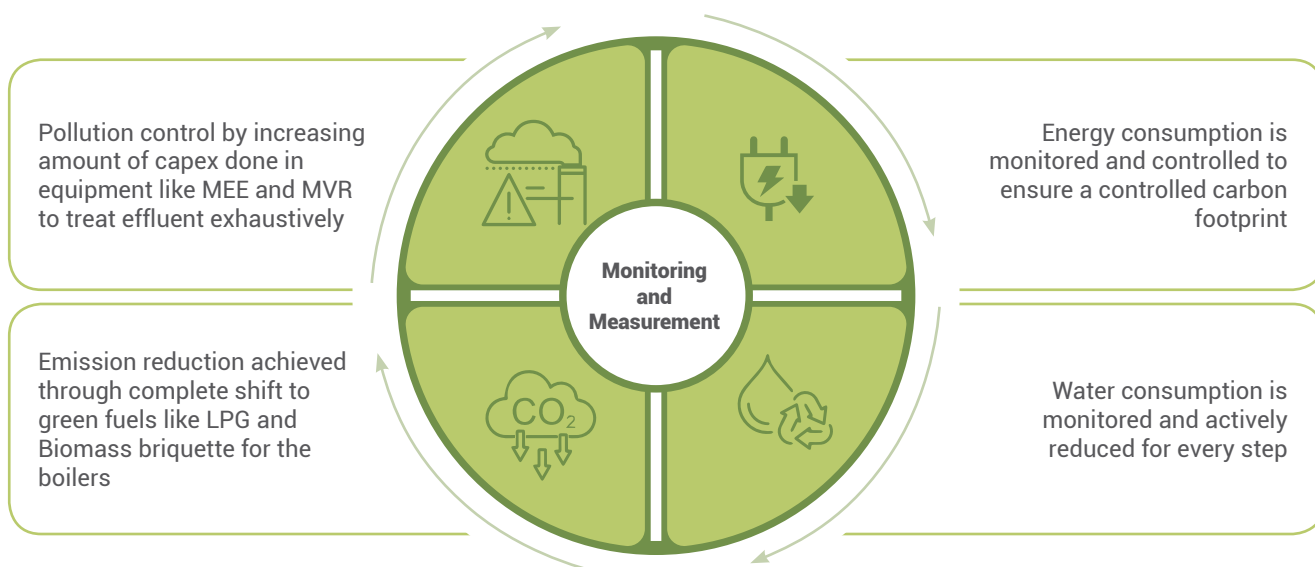 Pollution control by increasing
amount of capex done in
equipment like MEE and MVR
to treat effluent exhaustively
Energy consumption is
monitored and controlled to
ensure a controlled carbon
footprint
Monitoring
and
Measurement
Emission reduction achieved
through complete shift to
green fuels like LPG and
Biomass briquette for the
boilers
CO₂
Water consumption is
monitored and actively
reduced for every step